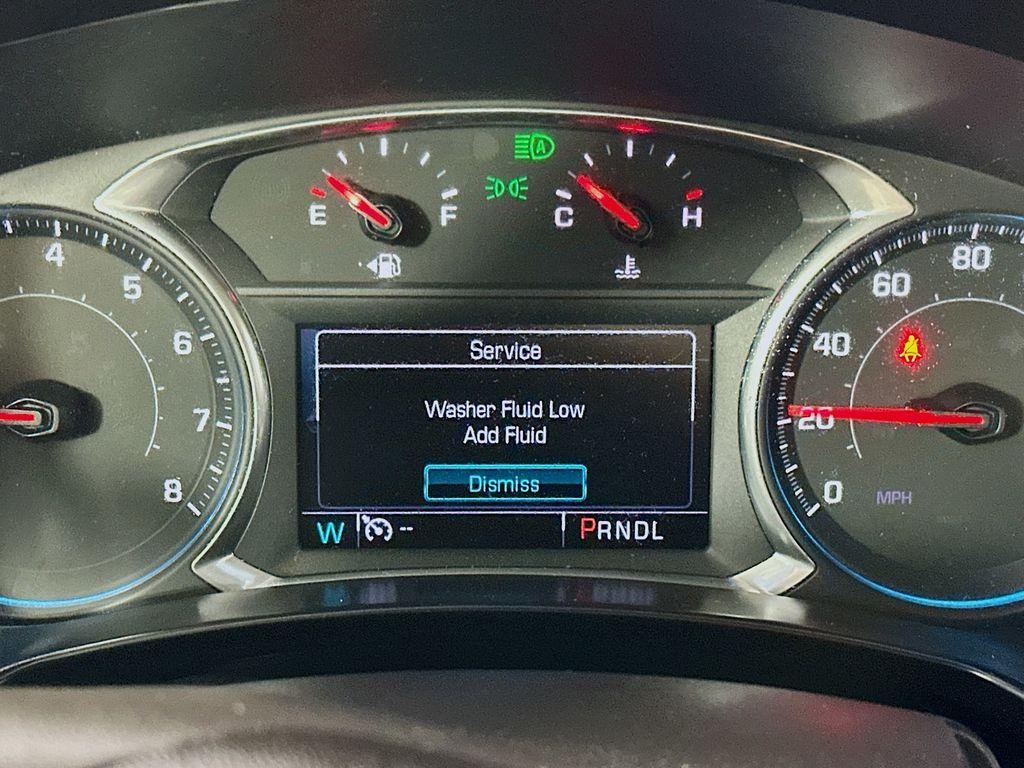 A
E
F
C
H
4
5
6
7
8
80
60
40
20
0
MPH
Service
Washer Fluid Low
Add Fluid
Dismiss
W
--
PRNDL